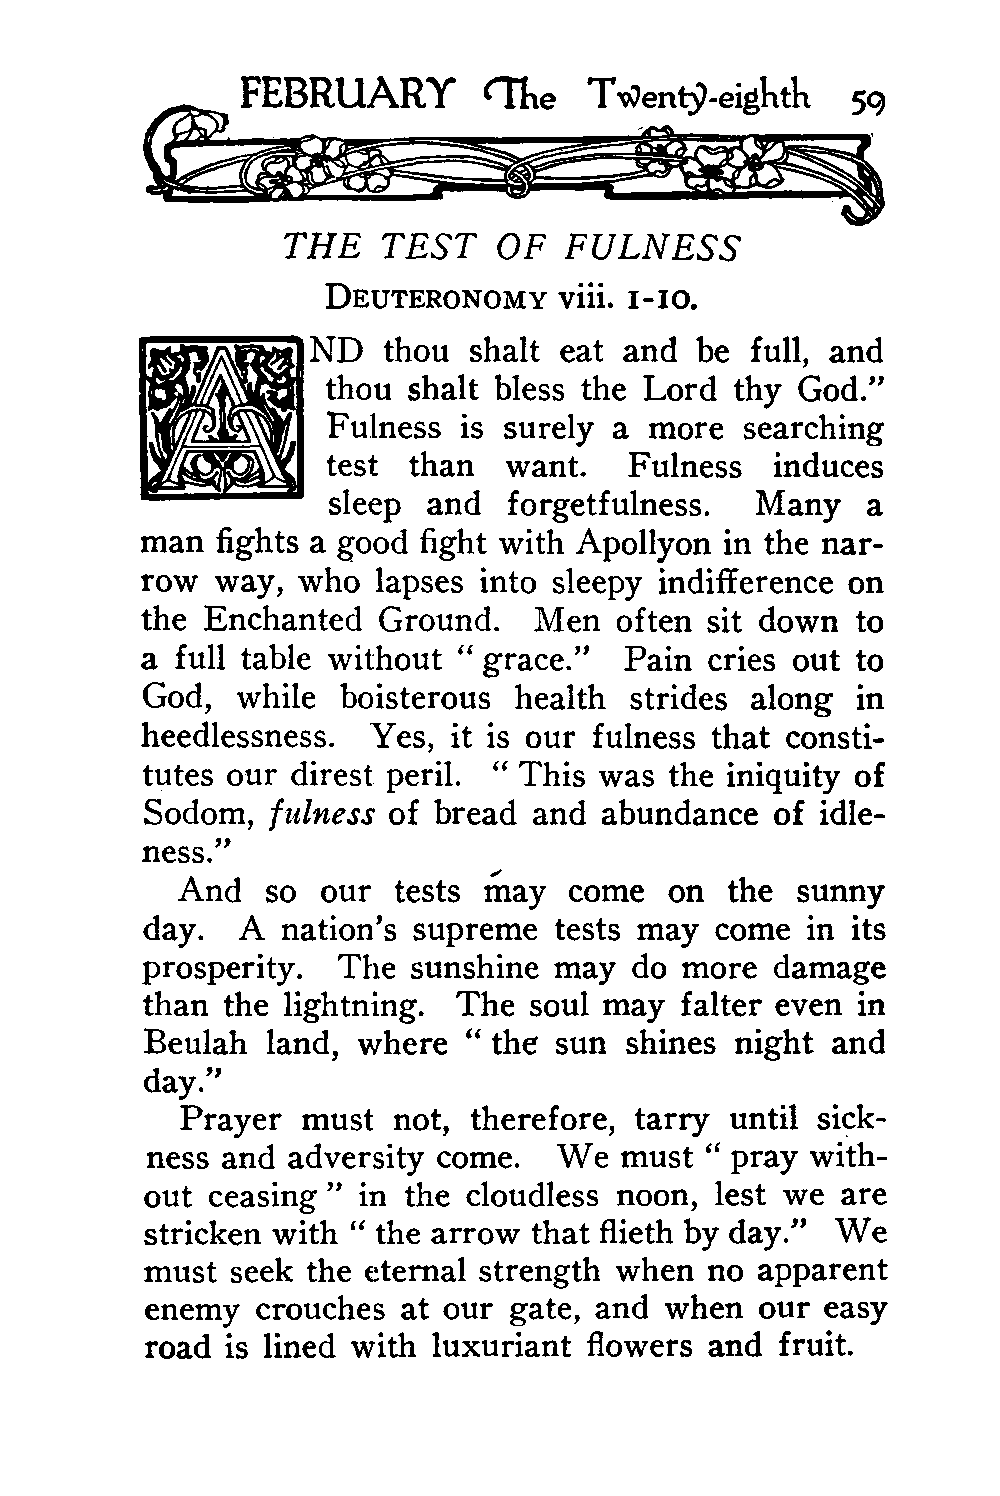 FEBRUARY The Twenty-eighth 59
THE TEST OF FULNESS
DEUTERONOMY viii. 1-10.
AND thou shalt eat and be full, and
thou shalt bless the Lord thy God.”
Fulness is surely a more searching
test than want. Fulness induces
sleep and forgetfulness. Many a
man fights a good fight with Apollyon in the nar-
row way, who lapses into sleepy indifference on
the Enchanted Ground. Men often sit down to
a full table without “ grace.” Pain cries out to
God, while boisterous health strides along in
heedlessness. Yes, it is our fulness that consti-
tutes our direst peril. “ This was the iniquity of
Sodom, fulness of bread and abundance of idle-
ness.”
And so our tests may come on the sunny
day. A nation’s supreme tests may come in its
prosperity. The sunshine may do more damage
than the lightning. The soul may falter even in
Beulah land, where “ the sun shines night and
day.”
Prayer must not, therefore, tarry until sick-
ness and adversity come. We must “ pray with-
out ceasing ” in the cloudless noon, lest we are
stricken with “ the arrow that flieth by day.” We
must seek the eternal strength when no apparent
enemy crouches at our gate, and when our easy
road is lined with luxuriant flowers and fruit.